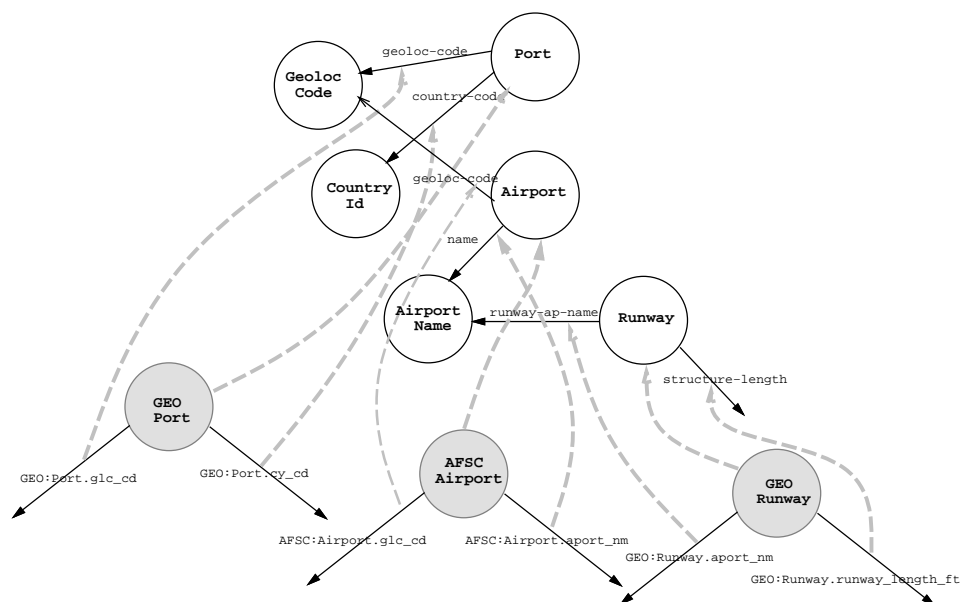 geoloc-code
Port
Geoloc
Code
country-cod
Country
Id
geoloc-code
Airport
name
Airport
Name
runway-ap-name
Runway
structure-length
GEO
Port
GEO:Port.glc_cd
GEO:Port.cy_cd
AFSC
Airport
AFSC:Airport.glc_cd
AFSC:Airport.aport_nm
GEO
Runway
GEO:Runway.aport_nm
GEO:Runway.runway_length_ft